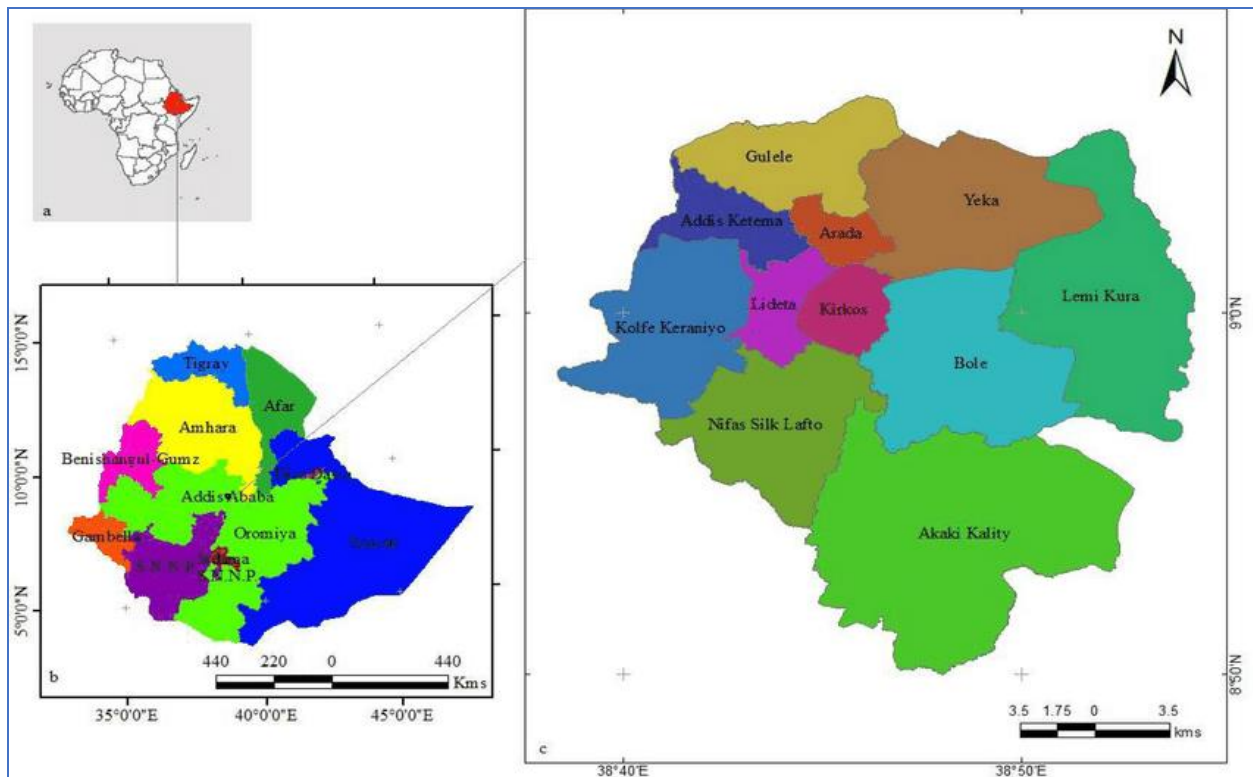 a
15°0'0"N
10°0'0"N
5°0'0"N
Tigray
Afar
Amhara
Benishangul-Gumz
Addis Ababa
Oromiya
Gambella
S.N.N.P.
S.N.N.P.
440 220 0 440
Kms
b
35°0'0"E 40°0'0"E 45°0'0"E
N
Gulele
Yeka
Addis Ketema
Arada
Lemi Kura
Lideta
Kirkos
Kolfe Keraniyo
Bole
Nifas Silk Lafto
Akaki Kality
9°0'N
8°50'N
3.5 1.75 0 3.5
kms
c
38°40'E 38°50'E